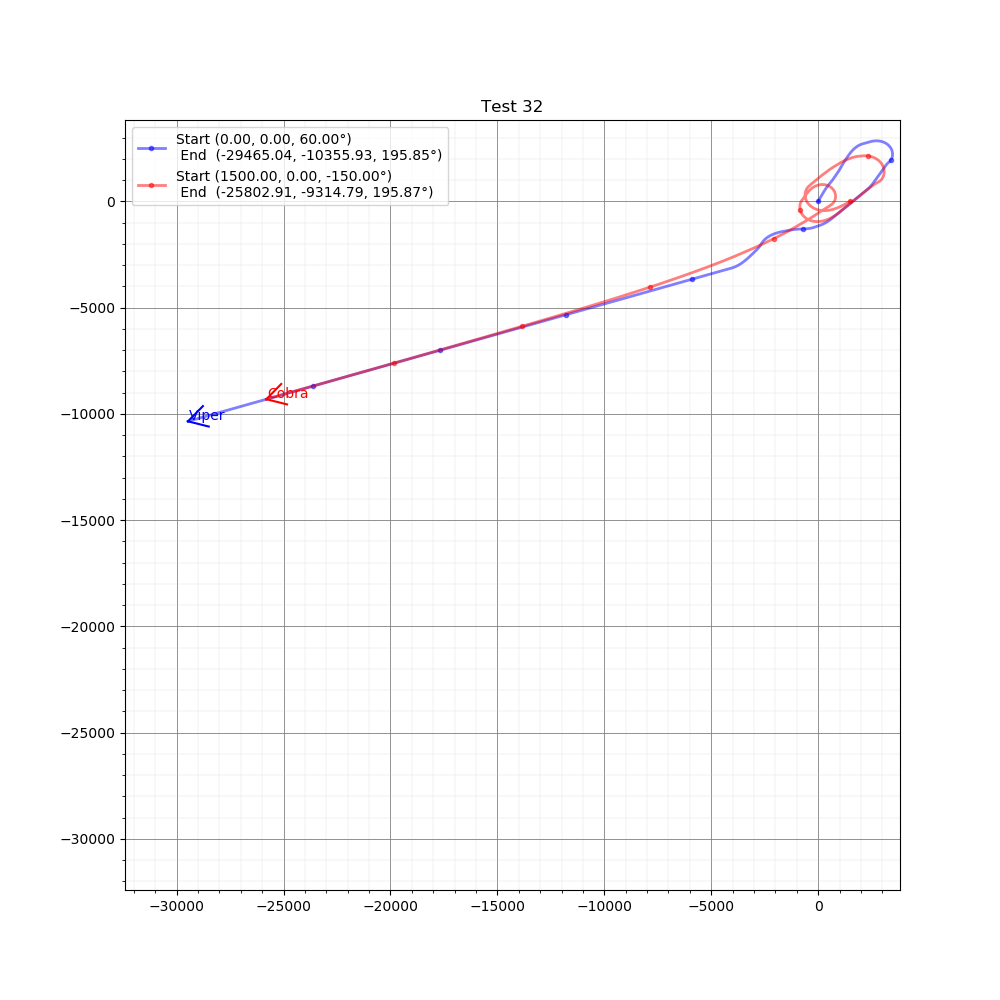 Test 32
Start (0.00, 0.00, 60.00°)
End  (-29465.04, -10355.93, 195.85°)
Start (1500.00, 0.00, -150.00°)
End  (-25802.91, -9314.79, 195.87°)
0
−5000
−10000
−15000
−20000
−25000
−30000
Cobra
Viper
−30000
−25000
−20000
−15000
−10000
−5000
0